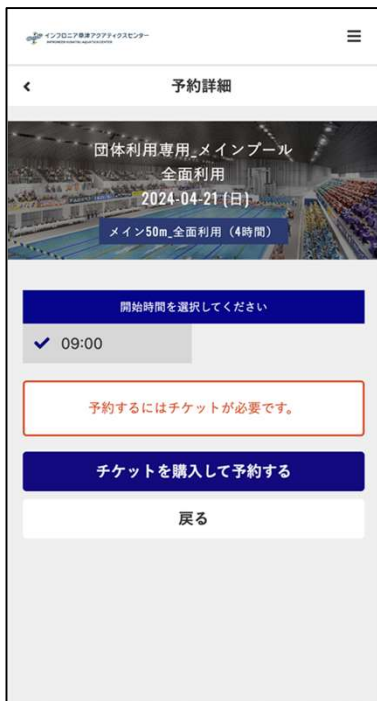 インフロニア草津アクアティクスセンター
予約詳細
団体利用専用_メインプール
全面利用
2024-04-21 (日)
メイン50m_全面利用（4時間）
開始時間を選択してください
09:00
予約するにはチケットが必要です。
チケットを購入して予約する
戻る